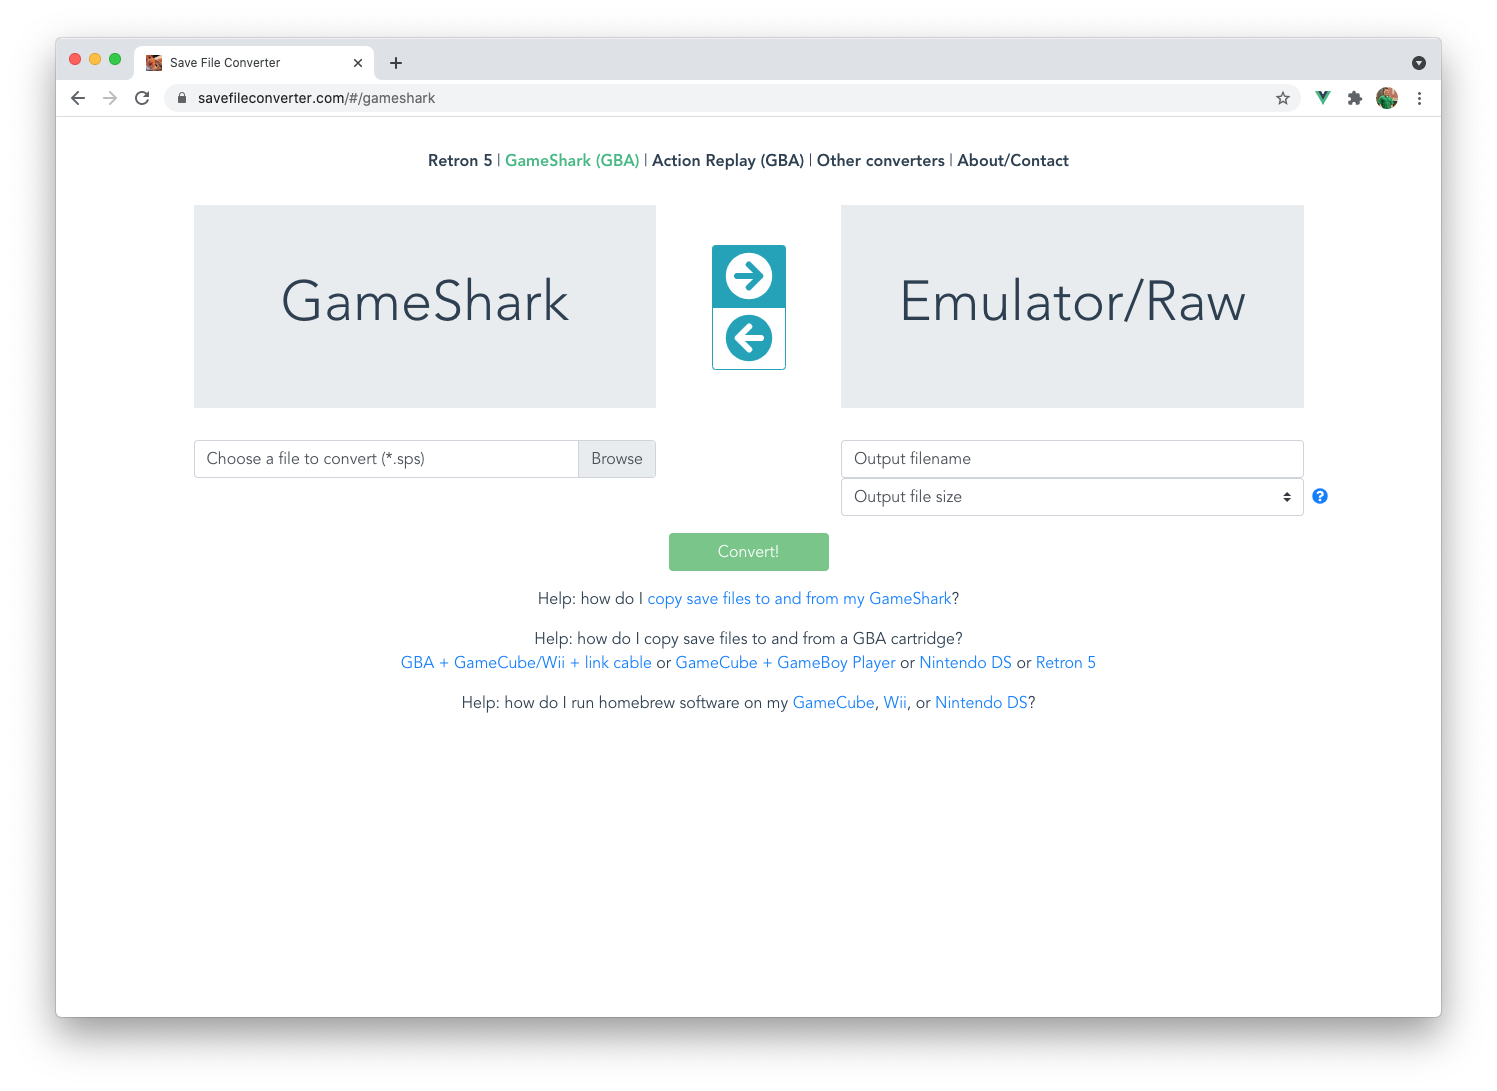 Save File Converter
savefileconverter.com/#/gameshark
Retron 5 | GameShark (GBA) | Action Replay (GBA) | Other converters | About/Contact
GameShark
Emulator/Raw
Choose a file to convert (*.sps)
Browse
Output filename
Output file size
?
Convert!
Help: how do I copy save files to and from my GameShark?
Help: how do I copy save files to and from a GBA cartridge?
GBA + GameCube/Wii + link cable or GameCube + GameBoy Player or Nintendo DS or Retron 5
Help: how do I run homebrew software on my GameCube, Wii, or Nintendo DS?